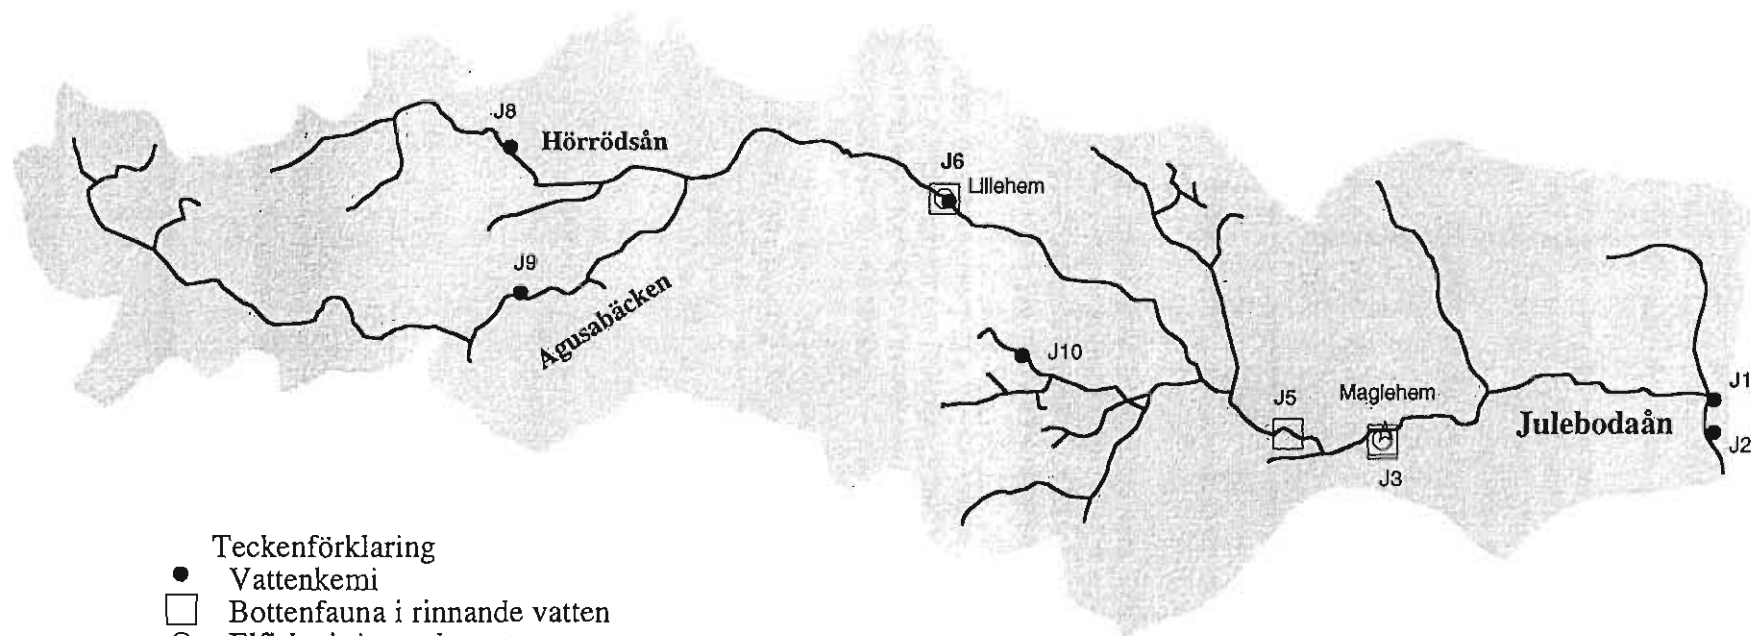 J8
Hörrödsån
J6
Lillehem
J9
Agusabäcken
J10
J5
Maglehem
J3
J1
Julebodaån
J2
Teckenförklaring
Vattenkemi
Bottenfauna i rinnande vatten